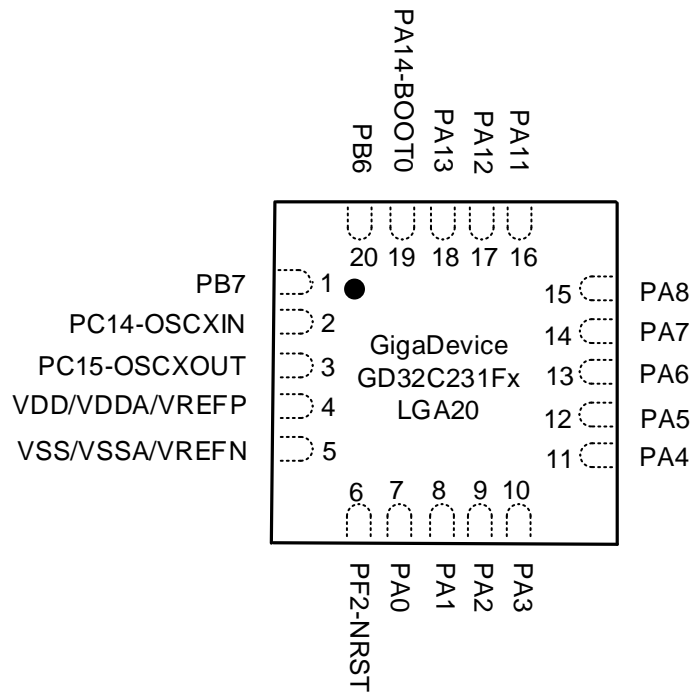 PB6
PA14-BOOT0
PA13
PA12
PA11
20
19
18
17
16
PB7
1
PC14-OSCXIN
2
PC15-OSCXOUT
3
VDD/VDDA/VREFP
4
VSS/VSSA/VREFN
5
GigaDevice
GD32C231Fx
LGA20
15
PA8
14
PA7
13
PA6
12
PA5
11
PA4
6
7
8
9
10
PF2-NRST
PA0
PA1
PA2
PA3